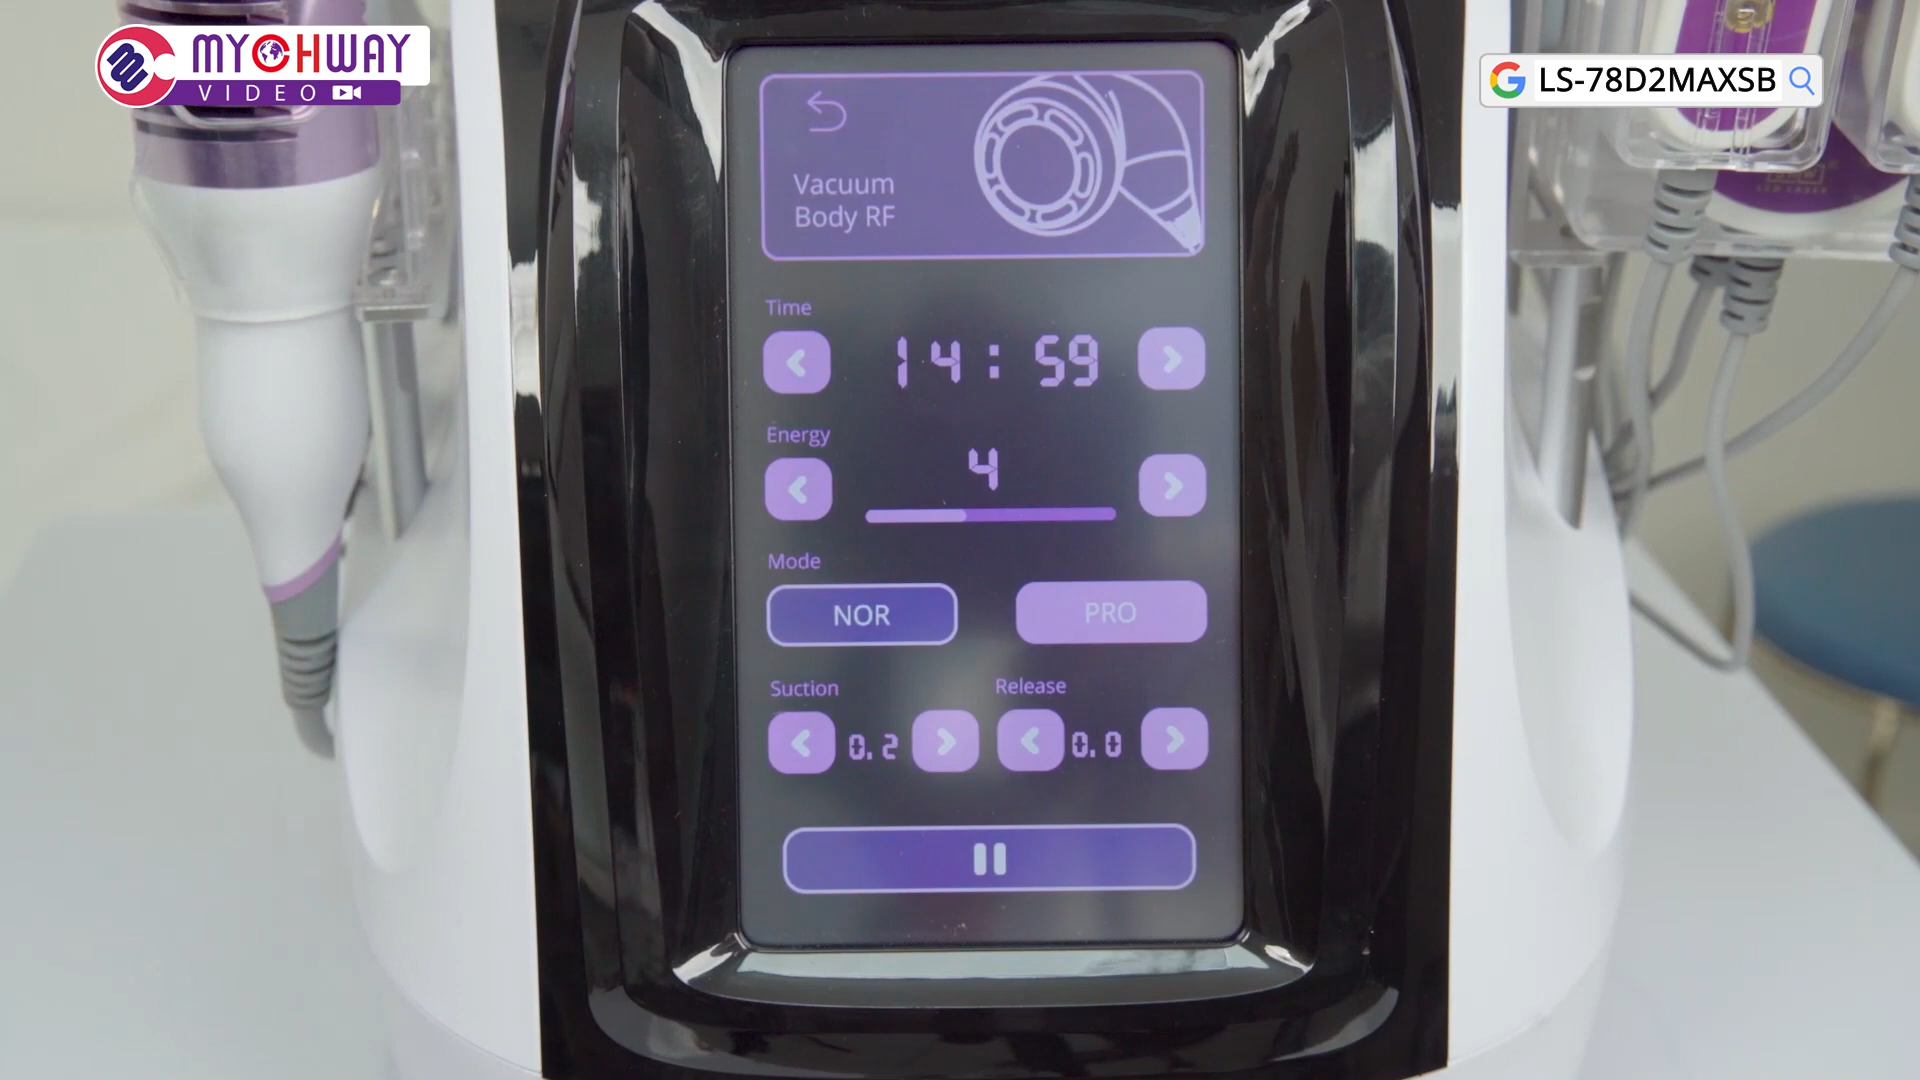 MYCHWAY
VIDEO
LS-78D2MAXSB
Vacuum
Body RF
Time
14:59
Energy
4
Mode
NOR
PRO
Suction
Release
0.2
0.0